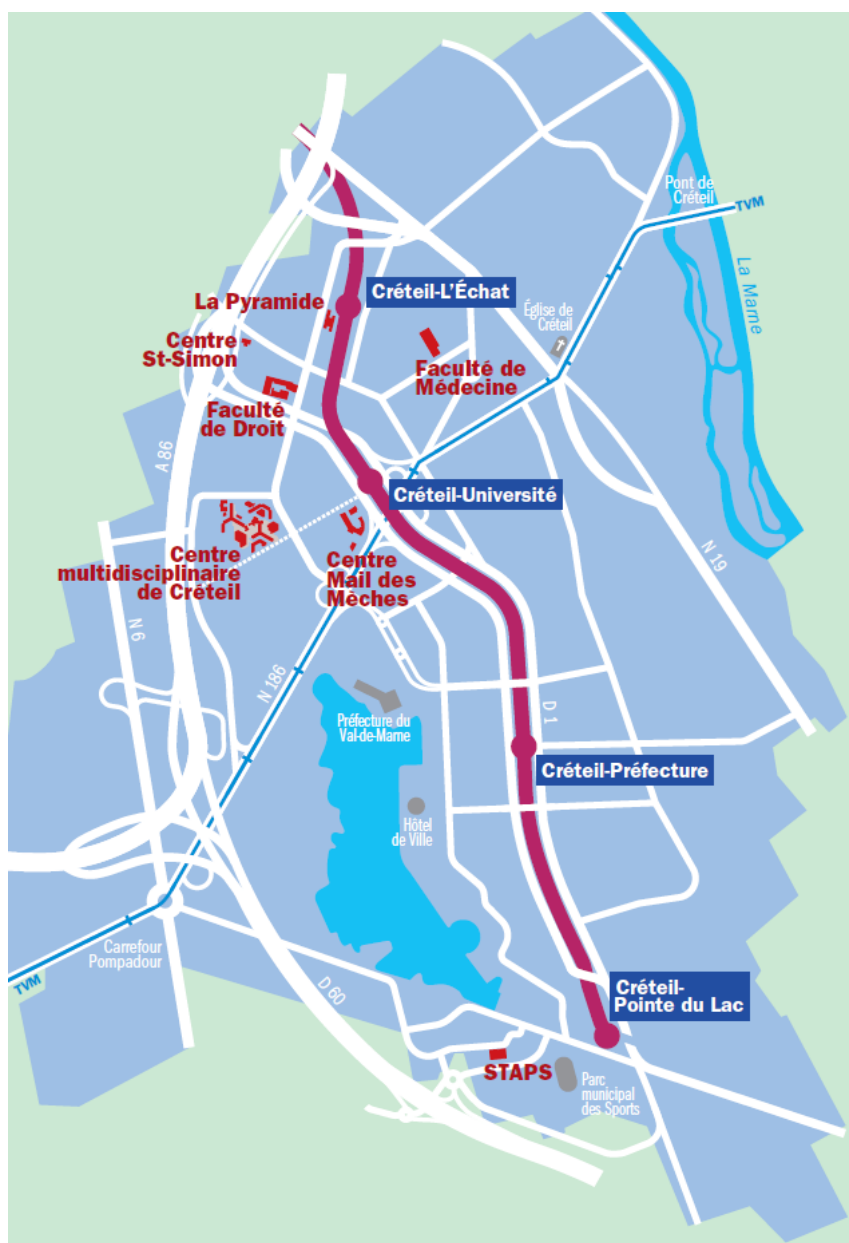 Pont de
Créteil
TVM
La Marne
Créteil-L'Échat
La Pyramide
Église de
Créteil
Centre
St-Simon
Faculté de
Médecine
Faculté
de Droit
A 86
Créteil-Université
Centre
multidisciplinaire
de Créteil
Centre
Mail des
Mèches
N 19
N 6
N 186
D 1
Préfecture du
Val-de-Marne
Créteil-Préfecture
Hôtel
de Ville
Carrefour
Pompadour
TVM
D 60
Créteil-
Pointe du Lac
STAPS
Parc
municipal
des Sports